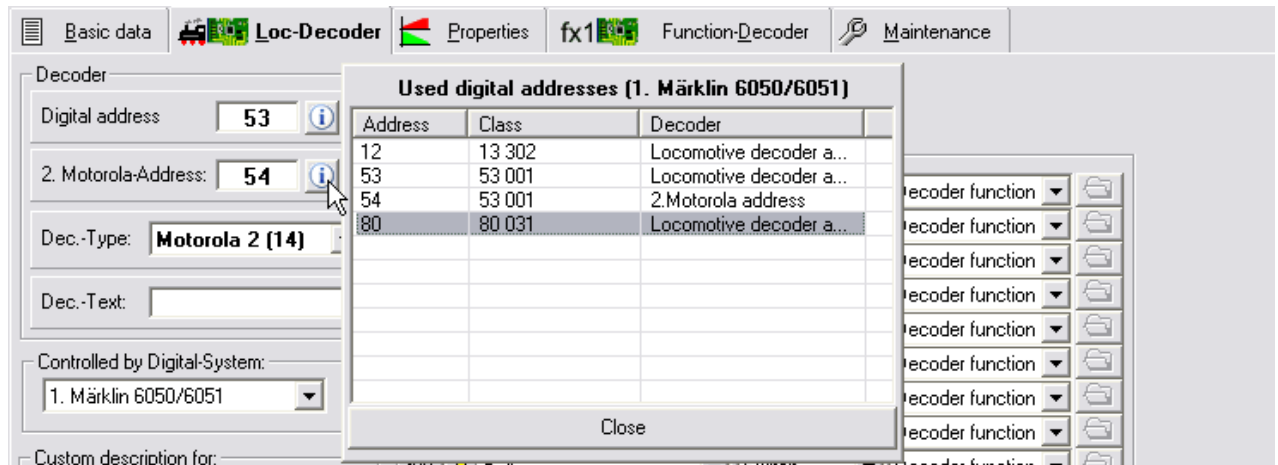 Basic data Loc-Decoder Properties fx1 Function-Decoder Maintenance
Decoder
Digital address 53
2. Motorola-Address: 54
Dec.-Type: Motorola 2 (14)
Dec.-Text:
Controlled by Digital-System:
1. Märklin 6050/6051
Custom description for:
Used digital addresses (1. Märklin 6050/6051)
Address Class Decoder
12 13 302 Locomotive decoder a...
53 53 001 Locomotive decoder a...
54 53 001 2.Motorola address
80 80 031 Locomotive decoder a...
Close
ecoder function
ecoder function
ecoder function
ecoder function
ecoder function
ecoder function
ecoder function
ecoder function